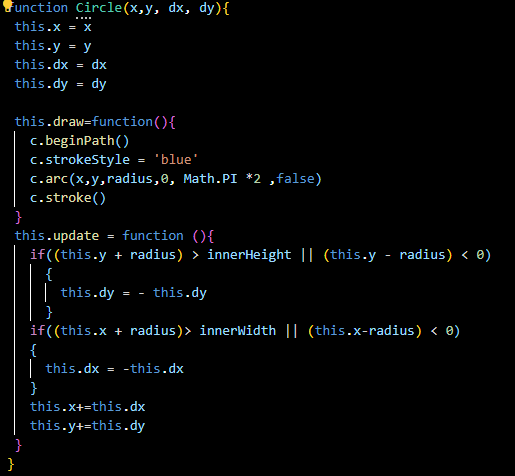 function Circle(x,y, dx, dy){
this.x = x
this.y = y
this.dx = dx
this.dy = dy
this.draw=function(){
c.beginPath()
c.strokeStyle = 'blue'
c.arc(x,y,radius,0, Math.PI *2 ,false)
c.stroke()
}
this.update = function (){
if((this.y + radius) > innerHeight || (this.y - radius) < 0)
{
this.dy = - this.dy
}
if((this.x + radius)> innerWidth || (this.x-radius) < 0)
{
this.dx = -this.dx
}
this.x+=this.dx
this.y+=this.dy
}
}